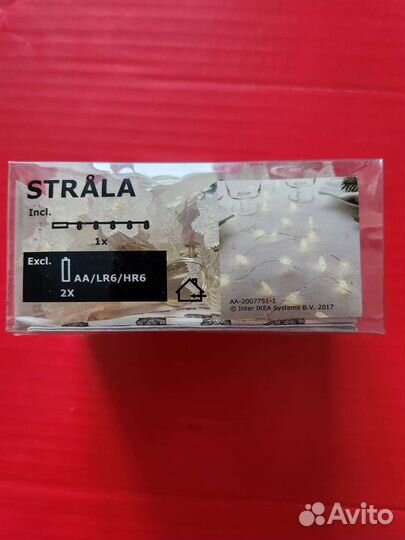 STRÅLA
Incl.
1x
Excl.
AA/LR6/HR6
2X
AA-2007751-1
© Inter IKEA Systems B.V. 2017
Avito